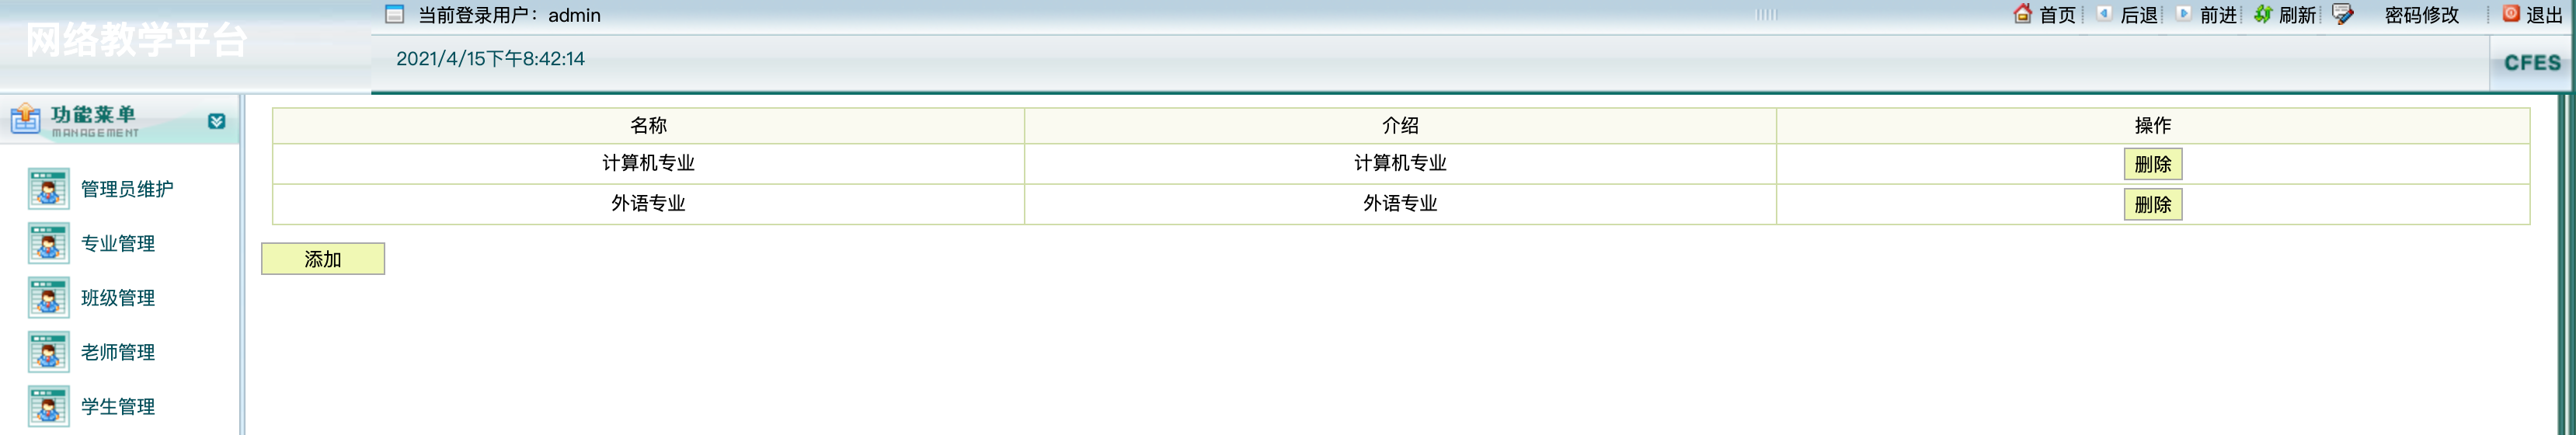 网络教学平台
当前登录用户：admin
首页 后退 前进 刷新 密码修改 退出
2021/4/15下午8:42:14
CFES
功能菜单
MANAGEMENT
管理员维护
专业管理
班级管理
老师管理
学生管理
名称 介绍 操作
计算机专业 计算机专业 删除
外语专业 外语专业 删除
添加